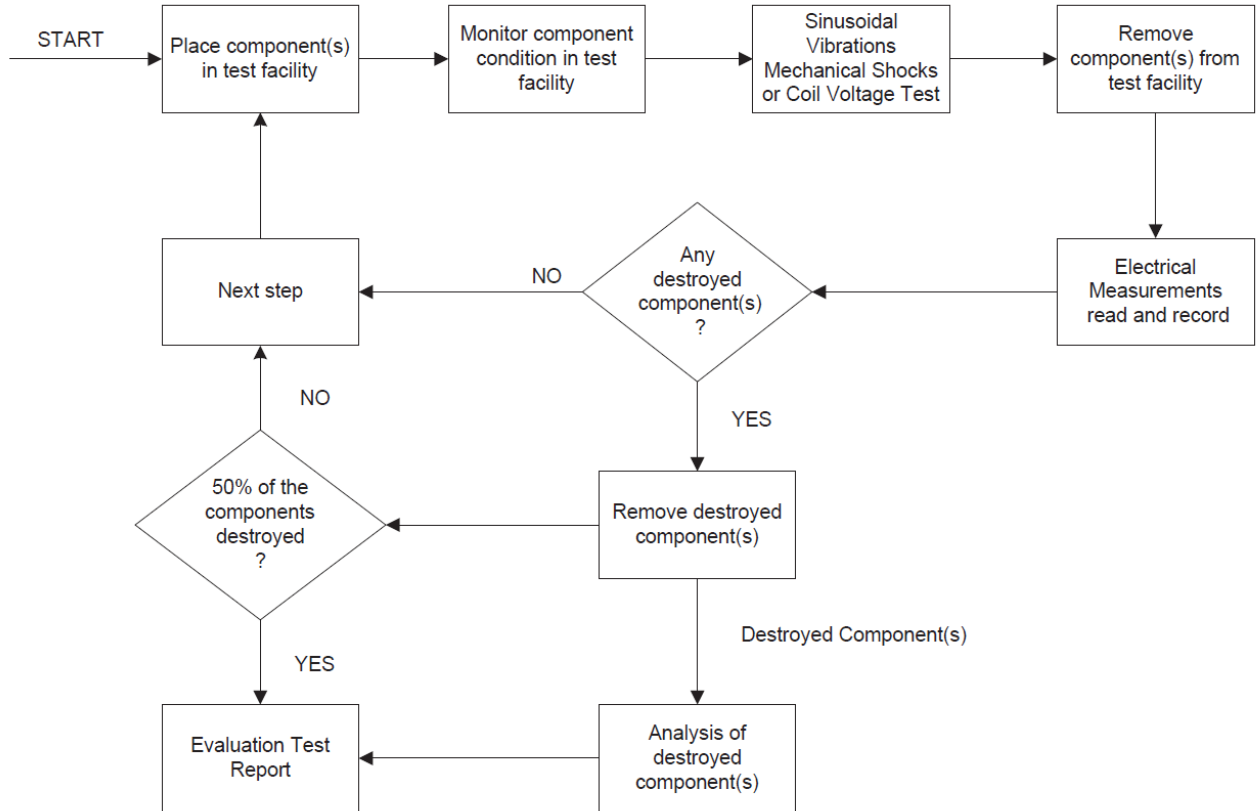 START
Place component(s)
in test facility
Monitor component
condition in test
facility
Sinusoidal
Vibrations
Mechanical Shocks
or Coil Voltage Test
Remove
component(s) from
test facility
Electrical
Measurements
read and record
Any
destroyed
component(s)
?
NO
Next step
YES
Remove destroyed
component(s)
50% of the
components
destroyed
?
NO
YES
Destroyed Component(s)
Analysis of
destroyed
component(s)
Evaluation Test
Report